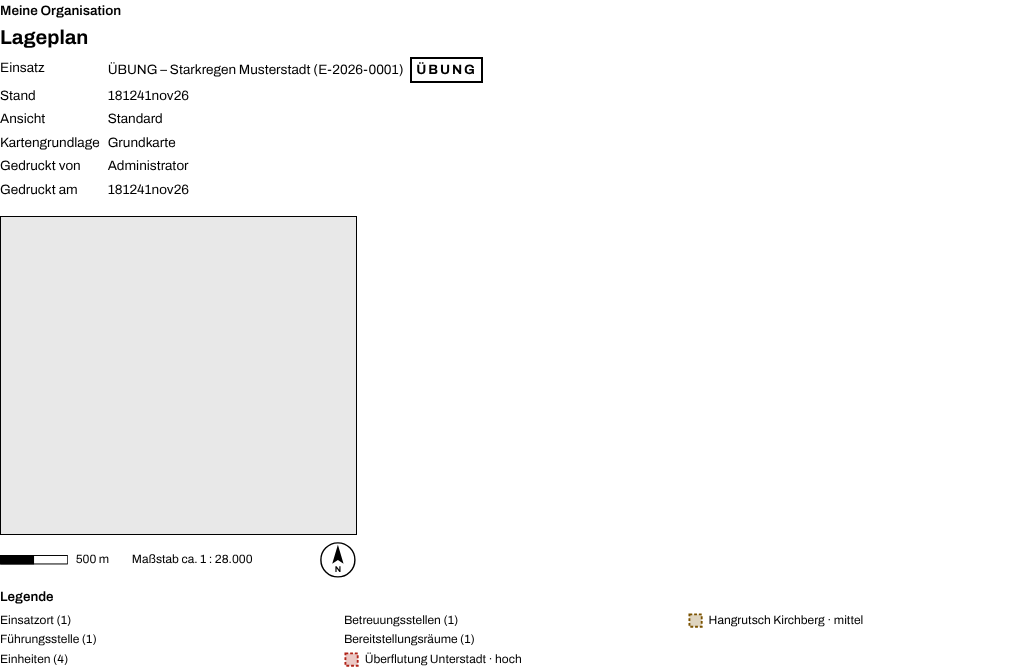 Meine Organisation
Lageplan
Einsatz ÜBUNG – Starkregen Musterstadt (E-2026-0001) ÜBUNG
Stand 181241nov26
Ansicht Standard
Kartengrundlage Grundkarte
Gedruckt von Administrator
Gedruckt am 181241nov26
500 m Maßstab ca. 1 : 28.000 N
Legende
Einsatzort (1)
Führungsstelle (1)
Einheiten (4)
Betreuungsstellen (1)
Bereitstellungsräume (1)
Überflutung Unterstadt · hoch
Hangrutsch Kirchberg · mittel